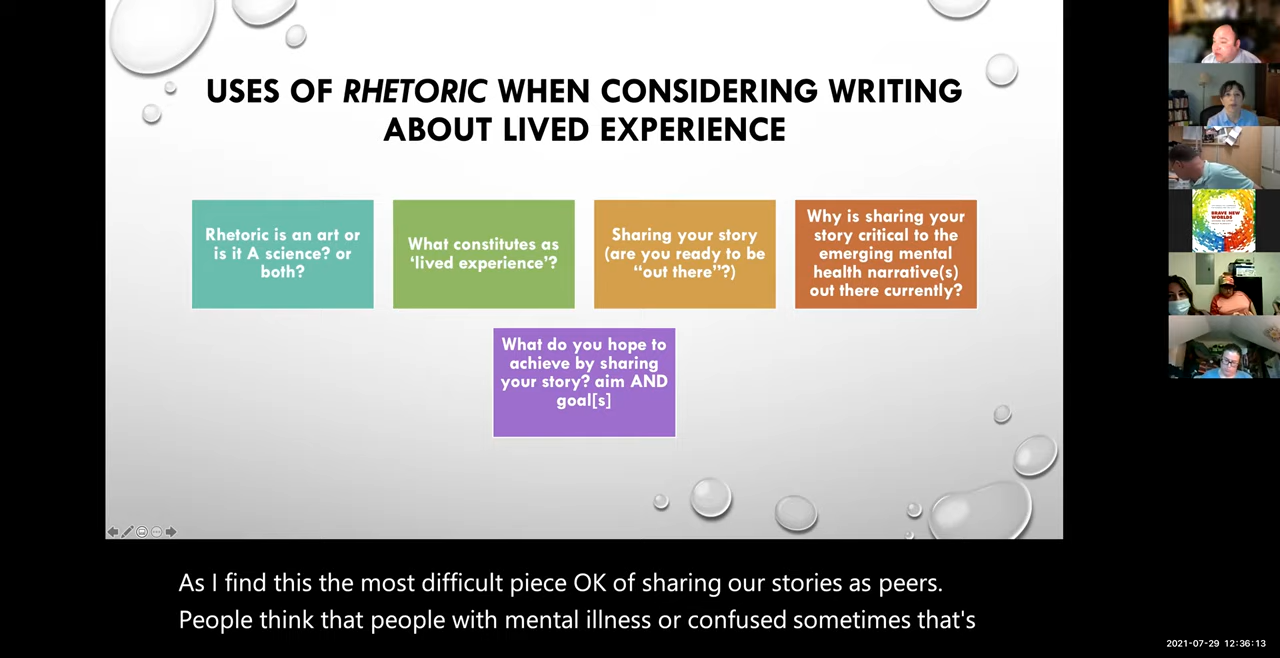 USES OF RHETORIC WHEN CONSIDERING WRITING
ABOUT LIVED EXPERIENCE
Rhetoric is an art or
is it A science? or
both?
What constitutes as
‘lived experience’?
Sharing your story
(are you ready to be
“out there”?)
Why is sharing your
story critical to the
emerging mental
health narrative(s)
out there currently?
What do you hope to
achieve by sharing
your story? aim AND
goal[s]
BRAVE NEW
WORLDS
As I find this the most difficult piece OK of sharing our stories as peers.
People think that people with mental illness or confused sometimes that's
2021-07-29 12:36:13